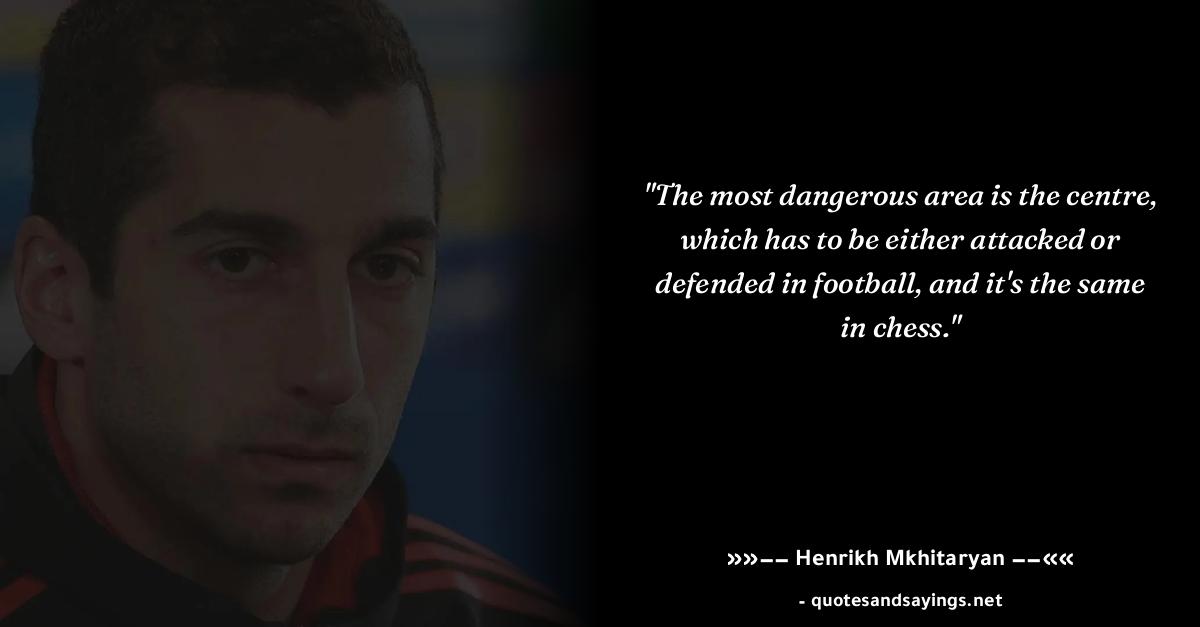 "The most dangerous area is the centre,
which has to be either attacked or
defended in football, and it's the same
in chess."
»»–– Henrikh Mkhitaryan ––««
- quotesandsayings.net